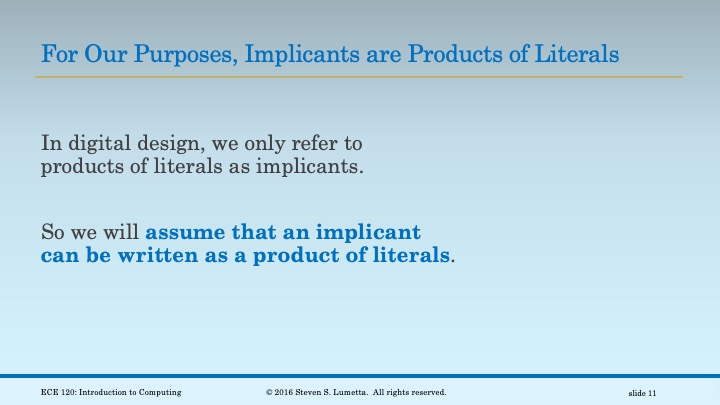 For Our Purposes, Implicants are Products of Literals
In digital design, we only refer to
products of literals as implicants.
So we will assume that an implicant
can be written as a product of literals.
ECE 120: Introduction to Computing
© 2016 Steven S. Lumetta. All rights reserved.
slide 11